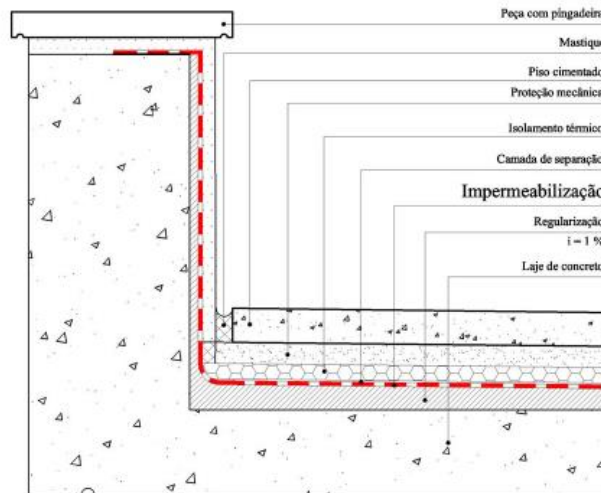 Peça com pingadeira
Mastique
Piso cimentado
Proteção mecânica
Isolamento térmico
Camada de separação
Impermeabilização
Regularização
i = 1 %
Laje de concreto